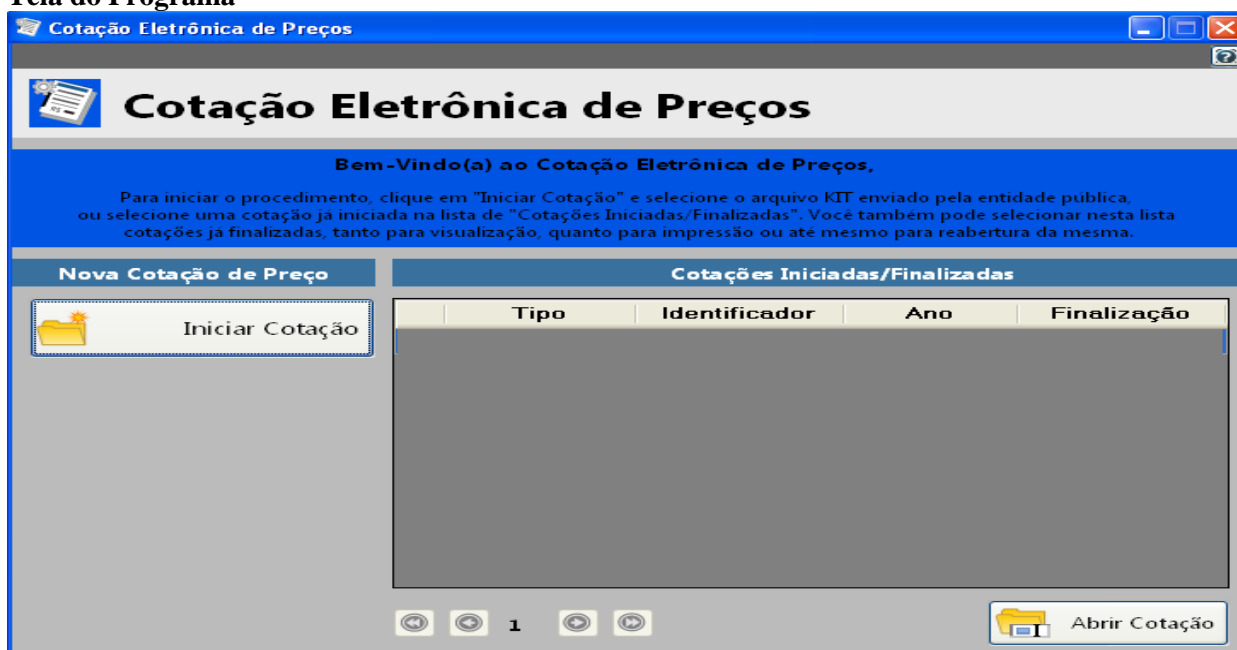 Tela do Programa
Cotação Eletrônica de Preços
Cotação Eletrônica de Preços
Bem-Vindo(a) ao Cotação Eletrônica de Preços,
Para iniciar o procedimento, clique em "Iniciar Cotação" e selecione o arquivo KIT enviado pela entidade pública,
ou selecione uma cotação já iniciada na lista de "Cotações Iniciadas/Finalizadas". Você também pode selecionar nesta lista
cotações já finalizadas, tanto para visualização, quanto para impressão ou até mesmo para reabertura da mesma.
Nova Cotação de Preço
Cotações Iniciadas/Finalizadas
Iniciar Cotação
Tipo Identificador Ano Finalização
1
Abrir Cotação